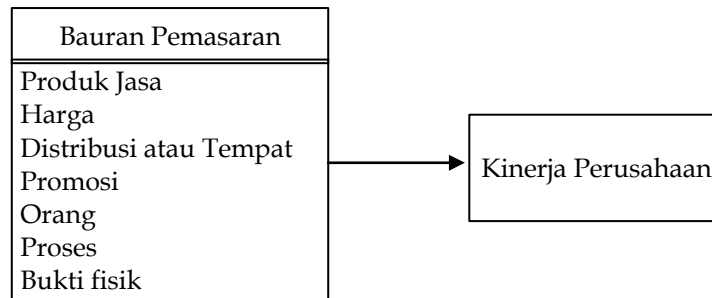 Bauran Pemasaran
Produk Jasa
Harga
Distribusi atau Tempat
Promosi
Orang
Proses
Bukti fisik
Kinerja Perusahaan